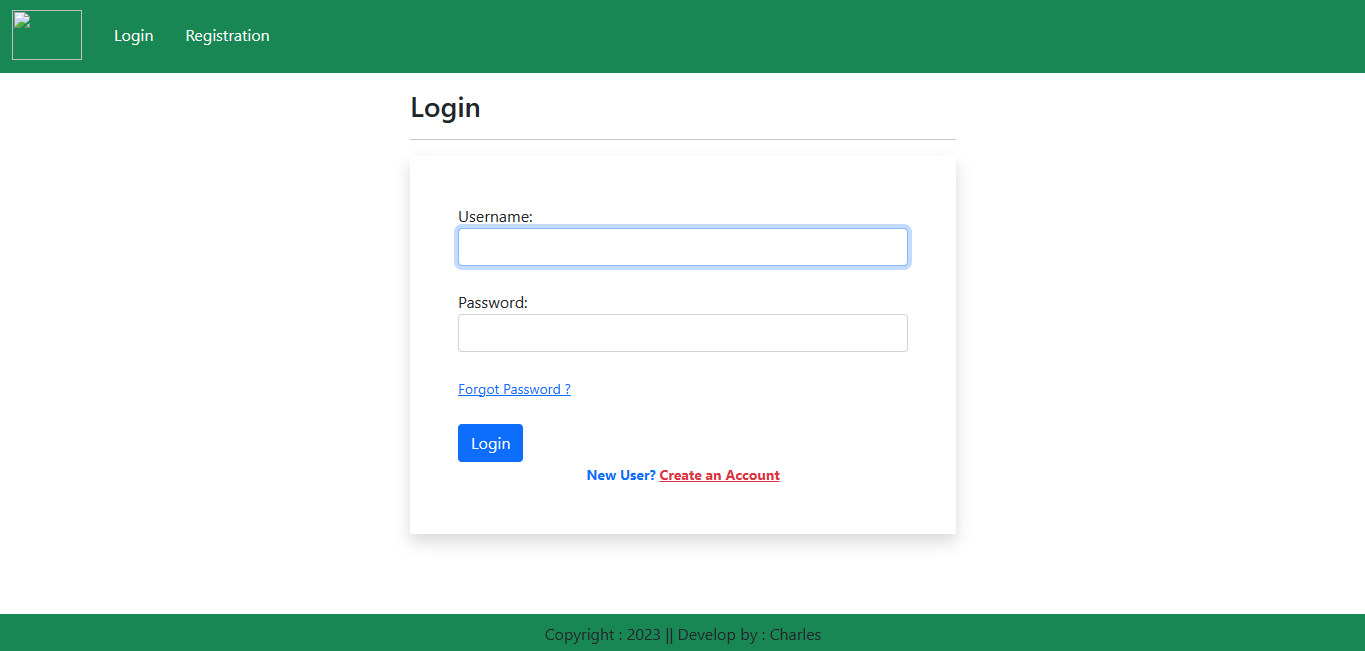 Login Registration
Login
Username:
Password:
Forgot Password ?
Login
New User? Create an Account
Copyright : 2023 || Develop by : Charles